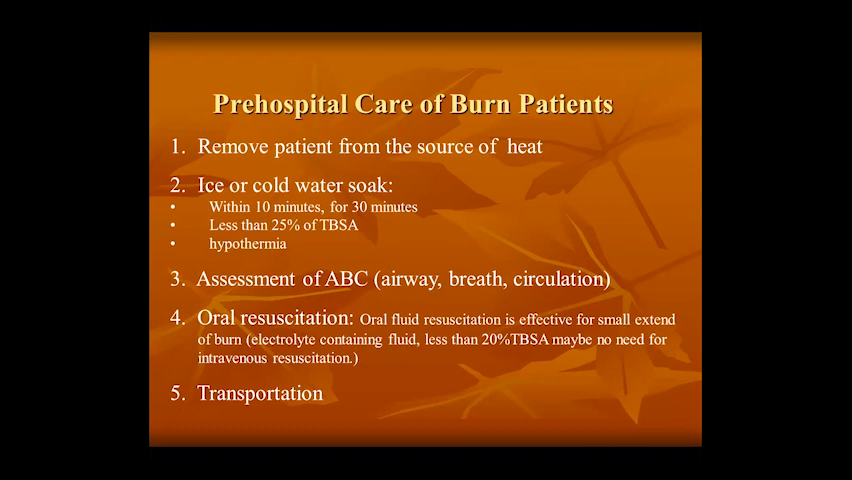 Prehospital Care of Burn Patients
1. Remove patient from the source of heat
2. Ice or cold water soak:
• Within 10 minutes, for 30 minutes
• Less than 25% of TBSA
• hypothermia
3. Assessment of ABC (airway, breath, circulation)
4. Oral resuscitation: Oral fluid resuscitation is effective for small extend
of burn (electrolyte containing fluid, less than 20%TBSA maybe no need for
intravenous resuscitation.)
5. Transportation